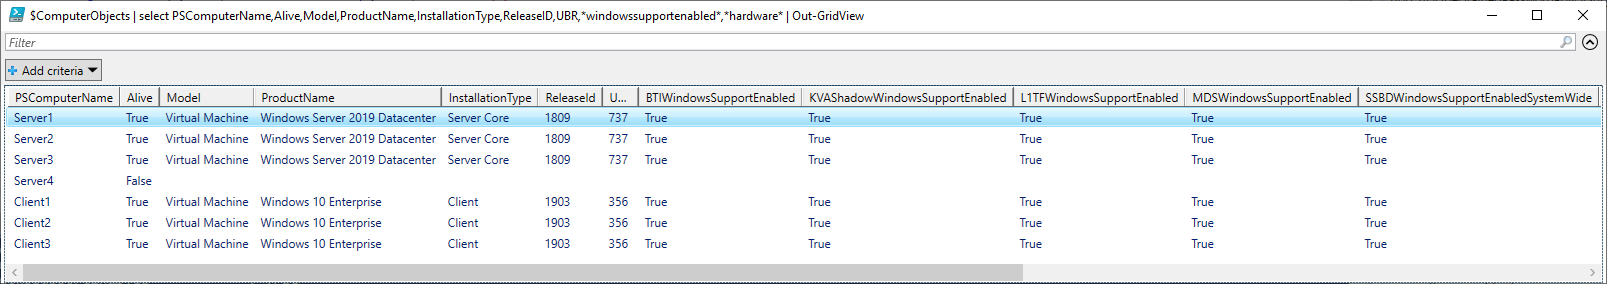 $ComputerObjects | select PSComputerName,Alive,Model,ProductName,InstallationType,ReleaseID,UBR,*windowssupportenabled*,*hardware* | Out-GridView
Filter
Add criteria
PSComputerName Alive Model ProductName InstallationType ReleaseId U... BTIWindowsSupportEnabled KVAShadowWindowsSupportEnabled L1TFWindowsSupportEnabled MDSWindowsSupportEnabled SSBDWindowsSupportEnabledSystemWide
Server1 True Virtual Machine Windows Server 2019 Datacenter Server Core 1809 737 True True True True True
Server2 True Virtual Machine Windows Server 2019 Datacenter Server Core 1809 737 True True True True True
Server3 True Virtual Machine Windows Server 2019 Datacenter Server Core 1809 737 True True True True True
Server4 False
Client1 True Virtual Machine Windows 10 Enterprise Client 1903 356 True True True True True
Client2 True Virtual Machine Windows 10 Enterprise Client 1903 356 True True True True True
Client3 True Virtual Machine Windows 10 Enterprise Client 1903 356 True True True True True